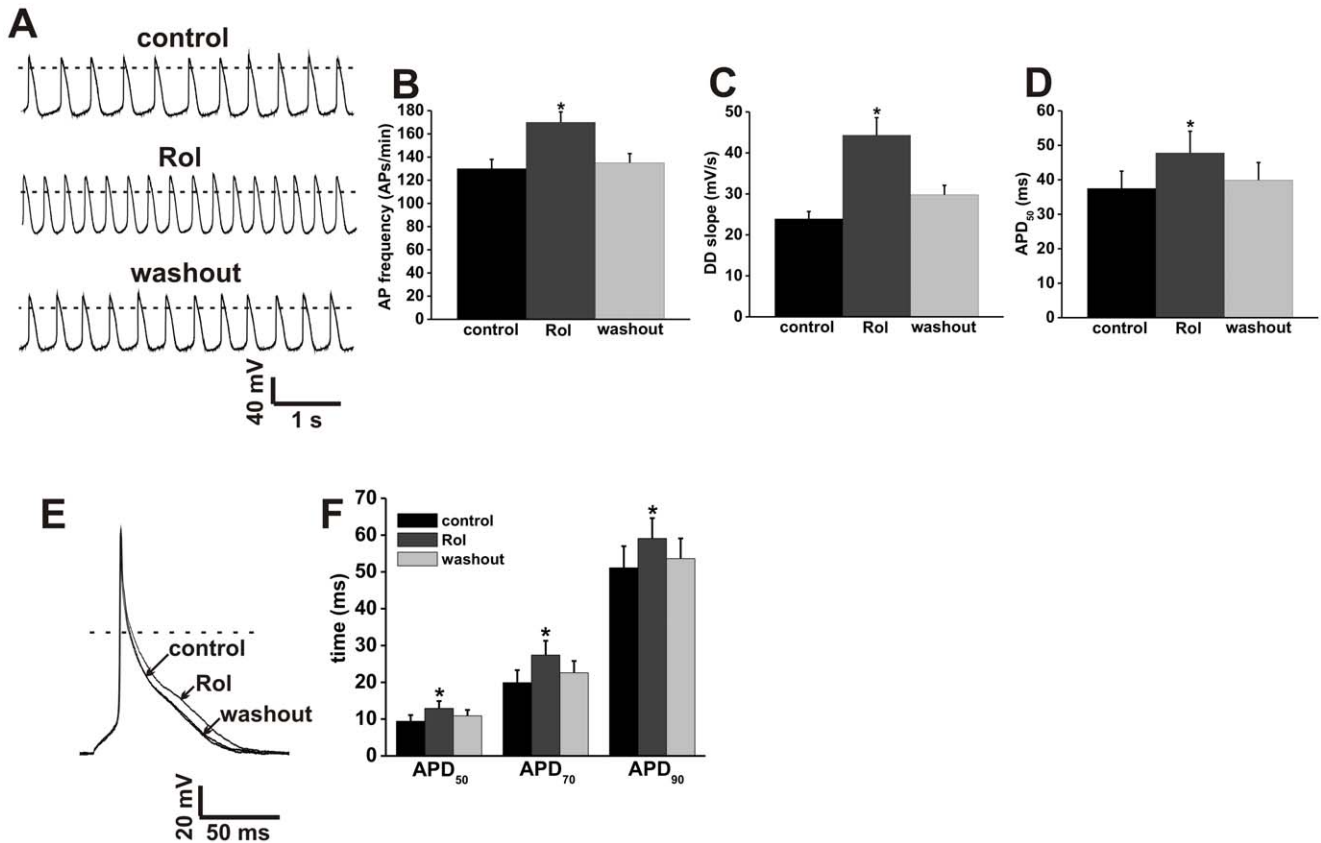 A
control
Rol
washout
40 mV
1 s
B
AP frequency (APs/min)
180
160
140
120
100
80
60
40
20
0
*
control Rol washout
C
DD slope (mV/s)
50
40
30
20
10
0
*
control Rol washout
D
APD50 (ms)
60
50
40
30
20
10
0
*
control Rol washout
E
control
Rol
washout
20 mV
50 ms
F
time (ms)
70
60
50
40
30
20
10
0
control
Rol
washout
*
*
*
APD50 APD70 APD90